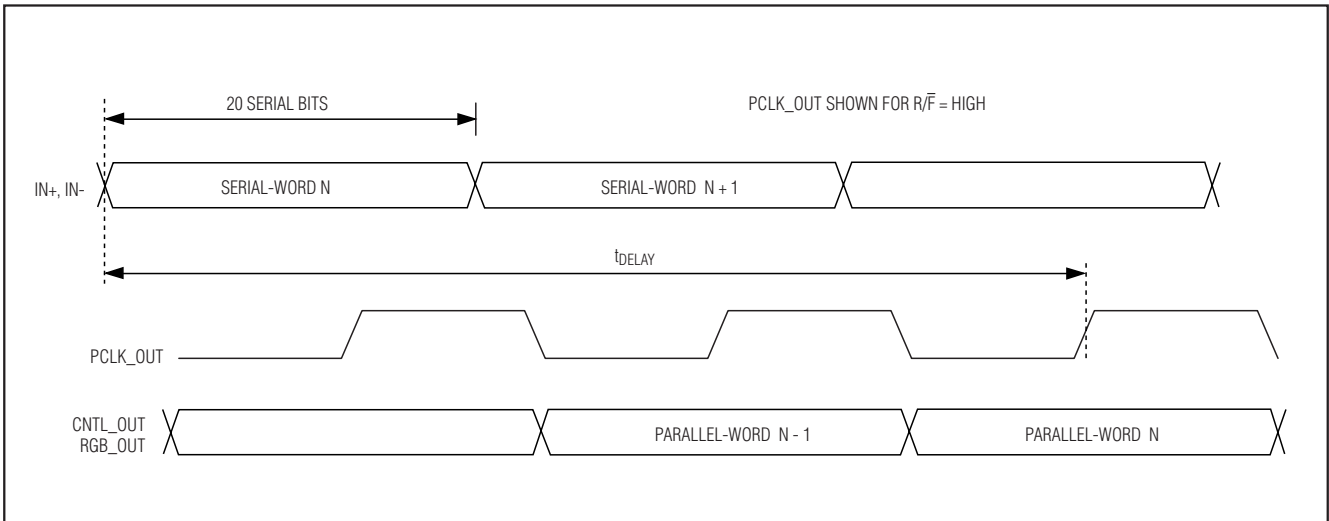 20 SERIAL BITS
PCLK_OUT SHOWN FOR R/F̅ = HIGH
IN+, IN-
SERIAL-WORD N
SERIAL-WORD N + 1
tDELAY
PCLK_OUT
CNTL_OUT
RGB_OUT
PARALLEL-WORD N - 1
PARALLEL-WORD N